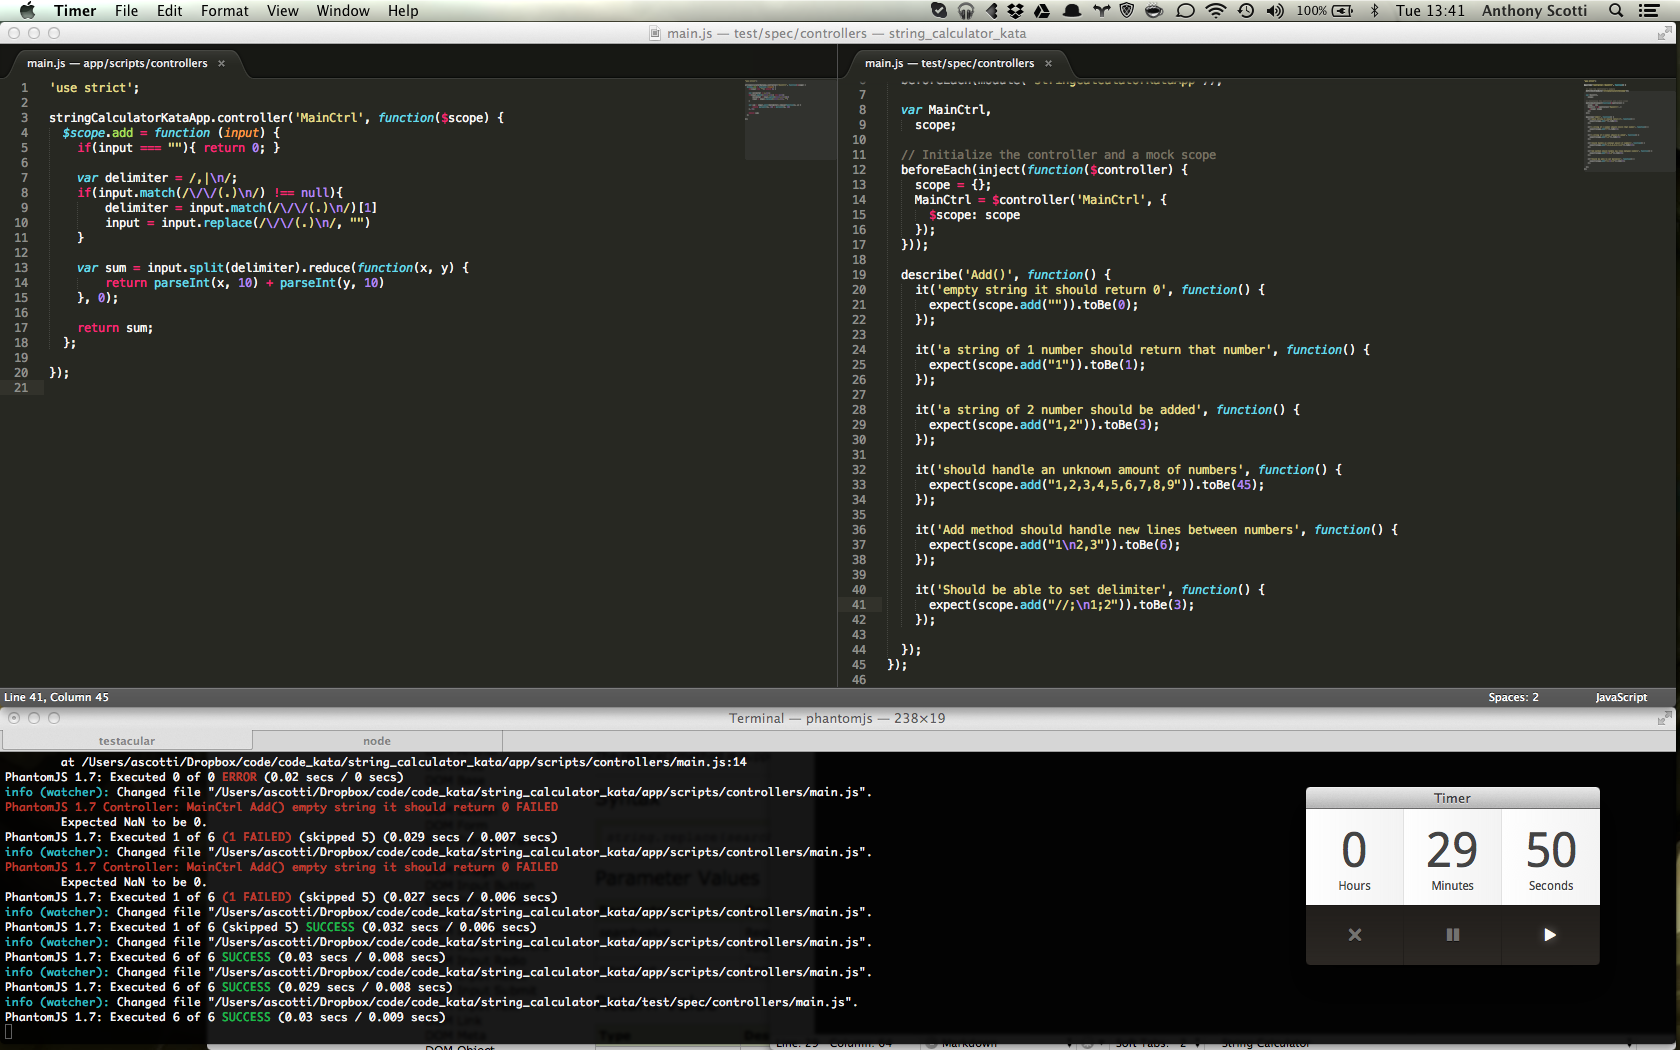 Timer File Edit Format View Window Help 100% Tue 13:41 Anthony Scotti
main.js — test/spec/controllers — string_calculator_kata
main.js — app/scripts/controllers ×
1 'use strict';
2
3 stringCalculatorKataApp.controller('MainCtrl', function($scope) {
4 $scope.add = function (input) {
5 if(input === ""){ return 0; }
6
7 var delimiter = /,|\n/;
8 if(input.match(/\/\/(.)\n/) !== null){
9 delimiter = input.match(/\/\/(.)\n/)[1]
10 input = input.replace(/\/\/(.)\n/, "")
11 }
12
13 var sum = input.split(delimiter).reduce(function(x, y) {
14 return parseInt(x, 10) + parseInt(y, 10)
15 }, 0);
16
17 return sum;
18 };
19
20 });
21
main.js — test/spec/controllers ×
beforeEach(module('stringCalculatorKataApp'));
7
8 var MainCtrl,
9 scope;
10
11 // Initialize the controller and a mock scope
12 beforeEach(inject(function($controller) {
13 scope = {};
14 MainCtrl = $controller('MainCtrl', {
15 $scope: scope
16 });
17 }));
18
19 describe('Add()', function() {
20 it('empty string it should return 0', function() {
21 expect(scope.add("")).toBe(0);
22 });
23
24 it('a string of 1 number should return that number', function() {
25 expect(scope.add("1")).toBe(1);
26 });
27
28 it('a string of 2 number should be added', function() {
29 expect(scope.add("1,2")).toBe(3);
30 });
31
32 it('should handle an unknown amount of numbers', function() {
33 expect(scope.add("1,2,3,4,5,6,7,8,9")).toBe(45);
34 });
35
36 it('Add method should handle new lines between numbers', function() {
37 expect(scope.add("1\n2,3")).toBe(6);
38 });
39
40 it('Should be able to set delimiter', function() {
41 expect(scope.add("//;\n1;2")).toBe(3);
42 });
43
44 });
45 });
46
Line 41, Column 45 Spaces: 2 JavaScript
Terminal — phantomjs — 238×19
testacular node
at /Users/ascotti/Dropbox/code/code_kata/string_calculator_kata/app/scripts/controllers/main.js:14
PhantomJS 1.7: Executed 0 of 0 ERROR (0.02 secs / 0 secs)
info (watcher): Changed file "/Users/ascotti/Dropbox/code/code_kata/string_calculator_kata/app/scripts/controllers/main.js".
PhantomJS 1.7 Controller: MainCtrl Add() empty string it should return 0 FAILED
Expected NaN to be 0.
PhantomJS 1.7: Executed 1 of 6 (1 FAILED) (skipped 5) (0.029 secs / 0.007 secs)
info (watcher): Changed file "/Users/ascotti/Dropbox/code/code_kata/string_calculator_kata/app/scripts/controllers/main.js".
PhantomJS 1.7 Controller: MainCtrl Add() empty string it should return 0 FAILED
Expected NaN to be 0.
PhantomJS 1.7: Executed 1 of 6 (1 FAILED) (skipped 5) (0.027 secs / 0.006 secs)
info (watcher): Changed file "/Users/ascotti/Dropbox/code/code_kata/string_calculator_kata/app/scripts/controllers/main.js".
PhantomJS 1.7: Executed 1 of 6 (skipped 5) SUCCESS (0.032 secs / 0.006 secs)
info (watcher): Changed file "/Users/ascotti/Dropbox/code/code_kata/string_calculator_kata/app/scripts/controllers/main.js".
PhantomJS 1.7: Executed 6 of 6 SUCCESS (0.03 secs / 0.008 secs)
info (watcher): Changed file "/Users/ascotti/Dropbox/code/code_kata/string_calculator_kata/app/scripts/controllers/main.js".
PhantomJS 1.7: Executed 6 of 6 SUCCESS (0.029 secs / 0.008 secs)
info (watcher): Changed file "/Users/ascotti/Dropbox/code/code_kata/string_calculator_kata/test/spec/controllers/main.js".
PhantomJS 1.7: Executed 6 of 6 SUCCESS (0.03 secs / 0.009 secs)
Parameter Values
Timer
0 29 50
Hours Minutes Seconds
DOM Object Line: 29 Column: 64 Markdown Soft Tabs: 2 String Calculator